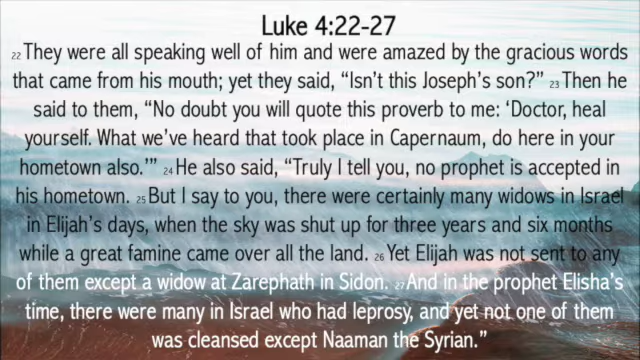 Luke 4:22-27
22 They were all speaking well of him and were amazed by the gracious words
that came from his mouth; yet they said, “Isn’t this Joseph’s son?” 23 Then he
said to them, “No doubt you will quote this proverb to me: ‘Doctor, heal
yourself. What we’ve heard that took place in Capernaum, do here in your
hometown also.’” 24 He also said, “Truly I tell you, no prophet is accepted in
his hometown. 25 But I say to you, there were certainly many widows in Israel
in Elijah’s days, when the sky was shut up for three years and six months
while a great famine came over all the land. 26 Yet Elijah was not sent to any
of them except a widow at Zarephath in Sidon. 27 And in the prophet Elisha’s
time, there were many in Israel who had leprosy, and yet not one of them
was cleansed except Naaman the Syrian.”